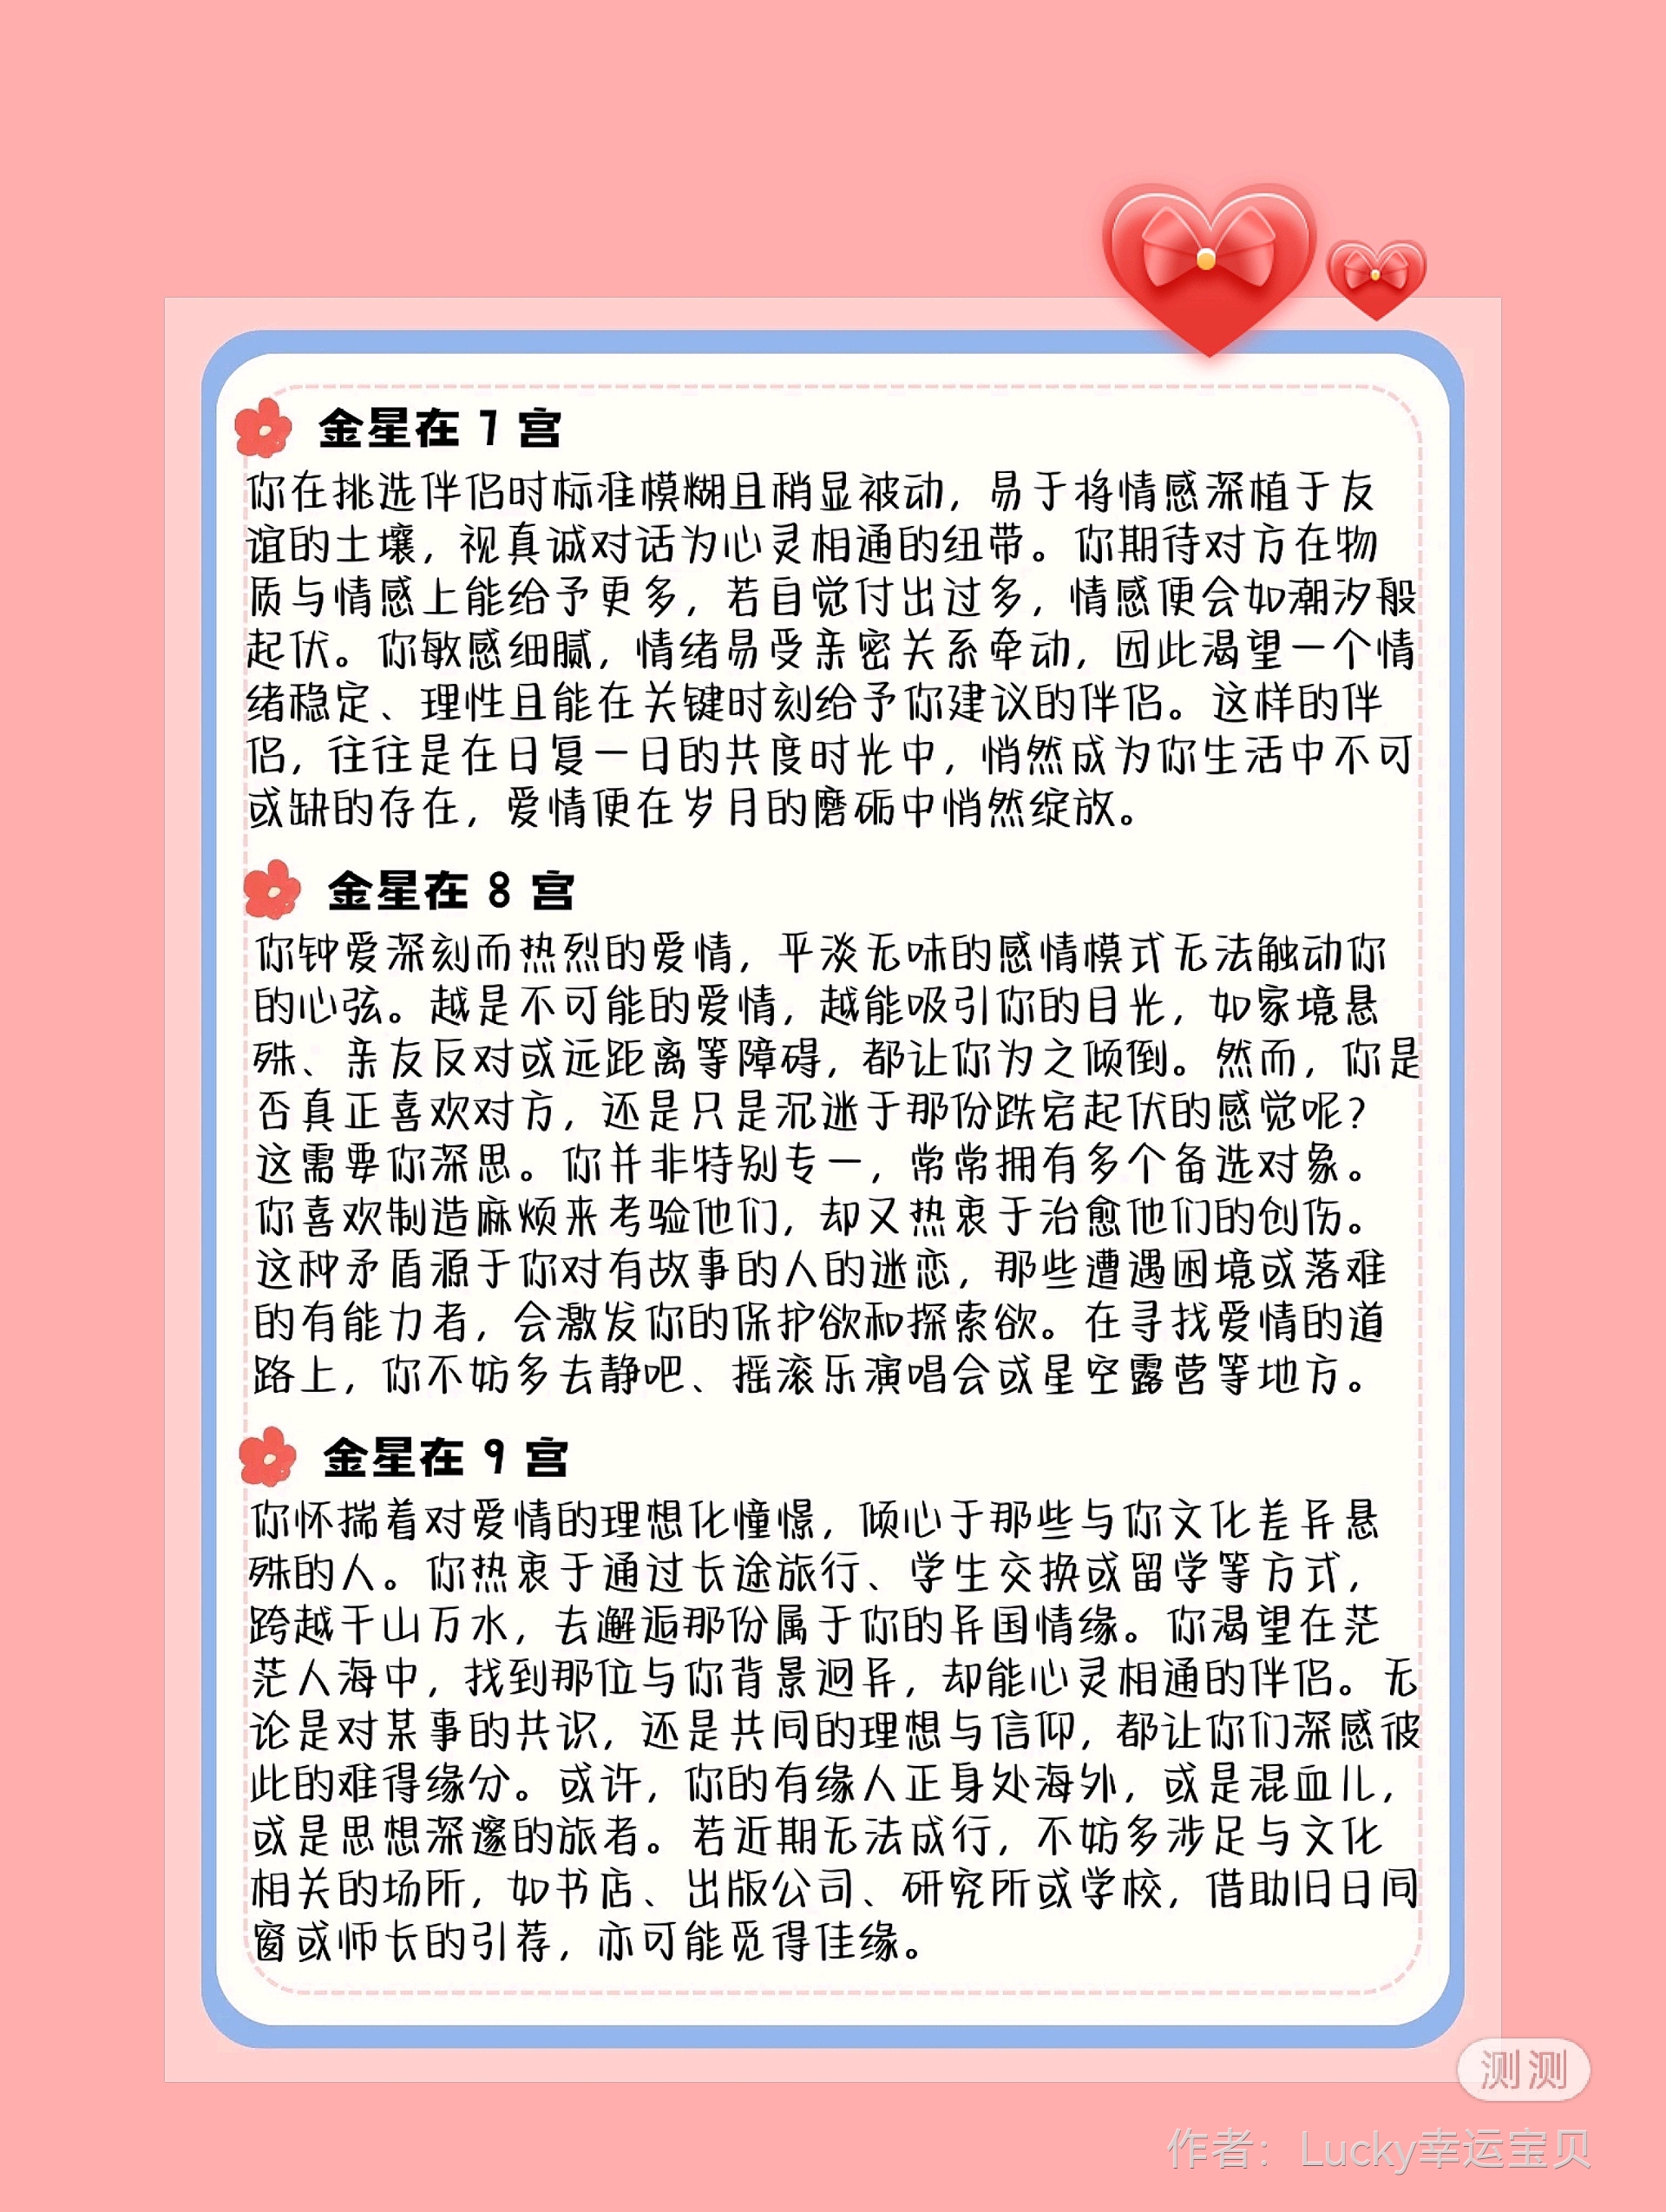 金星在 7 宫
你在挑选伴侣时标准模糊且稍显被动，易于将情感深植于友
谊的土壤，视真诚对话为心灵相通的纽带。你期待对方在物
质与情感上能给予更多，若自觉付出过多，情感便会如潮汐般
起伏。你敏感细腻，情绪易受亲密关系牵动，因此渴望一个情
绪稳定、理性且能在关键时刻给予你建议的伴侣。这样的伴
侣，往往是在日复一日的共度时光中，悄然成为你生活中不可
或缺的存在，爱情便在岁月的磨砺中悄然绽放。
金星在 8 宫
你钟爱深刻而热烈的爱情，平淡无味的感情模式无法触动你
的心弦。越是不可能的爱情，越能吸引你的目光，如家境悬
殊、亲友反对或远距离等障碍，都让你为之倾倒。然而，你是
否真正喜欢对方，还是只是沉迷于那份跌宕起伏的感觉呢？
这需要你深思。你并非特别专一，常常拥有多个备选对象。
你喜欢制造麻烦来考验他们，却又热衷于治愈他们的创伤。
这种矛盾源于你对有故事的人的迷恋，那些遭遇困境或落难
的有能力者，会激发你的保护欲和探索欲。在寻找爱情的道
路上，你不妨多去静吧、摇滚乐演唱会或星空露营等地方。
金星在 9 宫
你怀揣着对爱情的理想化憧憬，倾心于那些与你文化差异悬
殊的人。你热衷于通过长途旅行、学生交换或留学等方式，
跨越千山万水，去邂逅那份属于你的异国情缘。你渴望在茫
茫人海中，找到那位与你背景迥异，却能心灵相通的伴侣。无
论是对某事的共识，还是共同的理想与信仰，都让你们深感彼
此的难得缘分。或许，你的有缘人正身处海外，或是混血儿，
或是思想深邃的旅者。若近期无法成行，不妨多涉足与文化
相关的场所，如书店、出版公司、研究所或学校，借助旧日同
窗或师长的引荐，亦可能觅得佳缘。
测测
作者：Lucky幸运宝贝